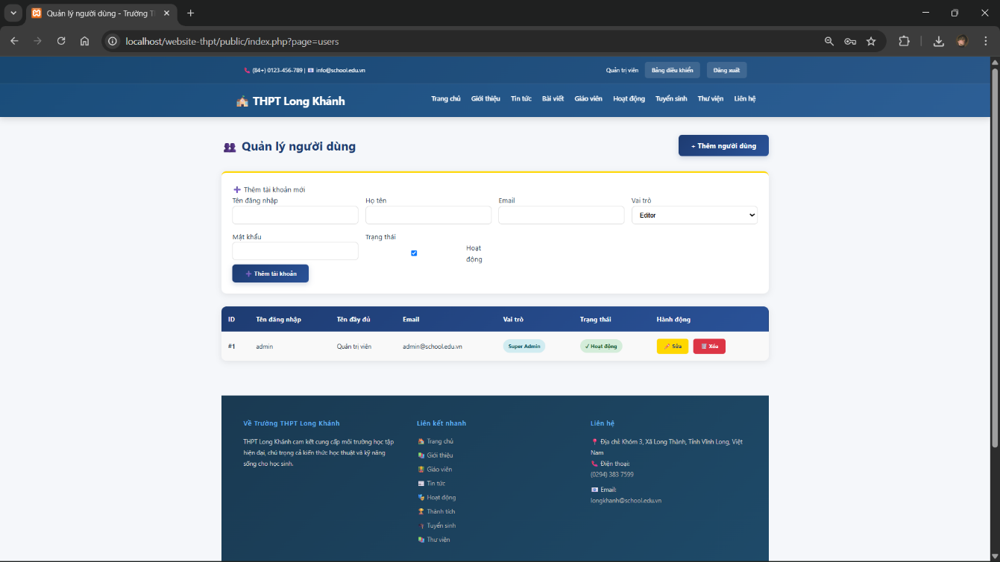 Quản lý người dùng - Trường T
localhost/website-thpt/public/index.php?page=users
(84+) 0123-456-789 | info@school.edu.vn
Quản trị viên
Bảng điều khiển
Đăng xuất
THPT Long Khánh
Trang chủ
Giới thiệu
Tin tức
Bài viết
Giáo viên
Hoạt động
Tuyển sinh
Thư viện
Liên hệ
Quản lý người dùng
+ Thêm người dùng
Thêm tài khoản mới
Tên đăng nhập
Họ tên
Email
Vai trò
Editor
Mật khẩu
Trạng thái
Hoạt
động
Thêm tài khoản
ID Tên đăng nhập Tên đầy đủ Email Vai trò Trạng thái Hành động
#1 admin Quản trị viên admin@school.edu.vn Super Admin ✓ Hoạt động Sửa Xóa
Về Trường THPT Long Khánh
THPT Long Khánh cam kết cung cấp môi trường học tập
hiện đại, chú trọng cả kiến thức học thuật và kỹ năng
sống cho học sinh.
Liên kết nhanh
Trang chủ
Giới thiệu
Giáo viên
Tin tức
Hoạt động
Thành tích
Tuyển sinh
Thư viện
Liên hệ
Địa chỉ: Khóm 3, Xã Long Thành, Tỉnh Vĩnh Long, Việt
Nam
Điện thoại:
(0294) 383 7599
Email:
longkhanh@school.edu.vn